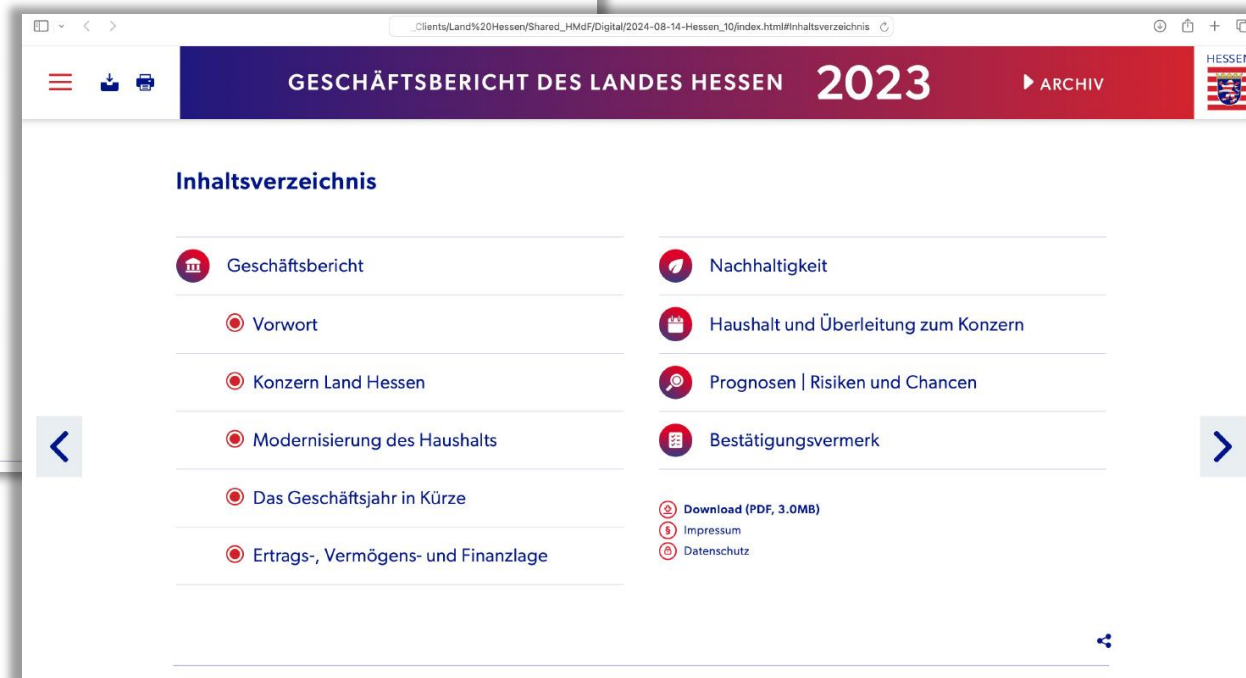 _Clients/Land%20Hessen/Shared_HMdF/Digital/2024-08-14-Hessen_10/index.html#Inhaltsverzeichnis
GESCHÄFTSBERICHT DES LANDES HESSEN 2023 ARCHIV
HESSEN
Inhaltsverzeichnis
Geschäftsbericht
Vorwort
Konzern Land Hessen
Modernisierung des Haushalts
Das Geschäftsjahr in Kürze
Ertrags-, Vermögens- und Finanzlage
Nachhaltigkeit
Haushalt und Überleitung zum Konzern
Prognosen | Risiken und Chancen
Bestätigungsvermerk
Download (PDF, 3.0MB)
§ Impressum
Datenschutz